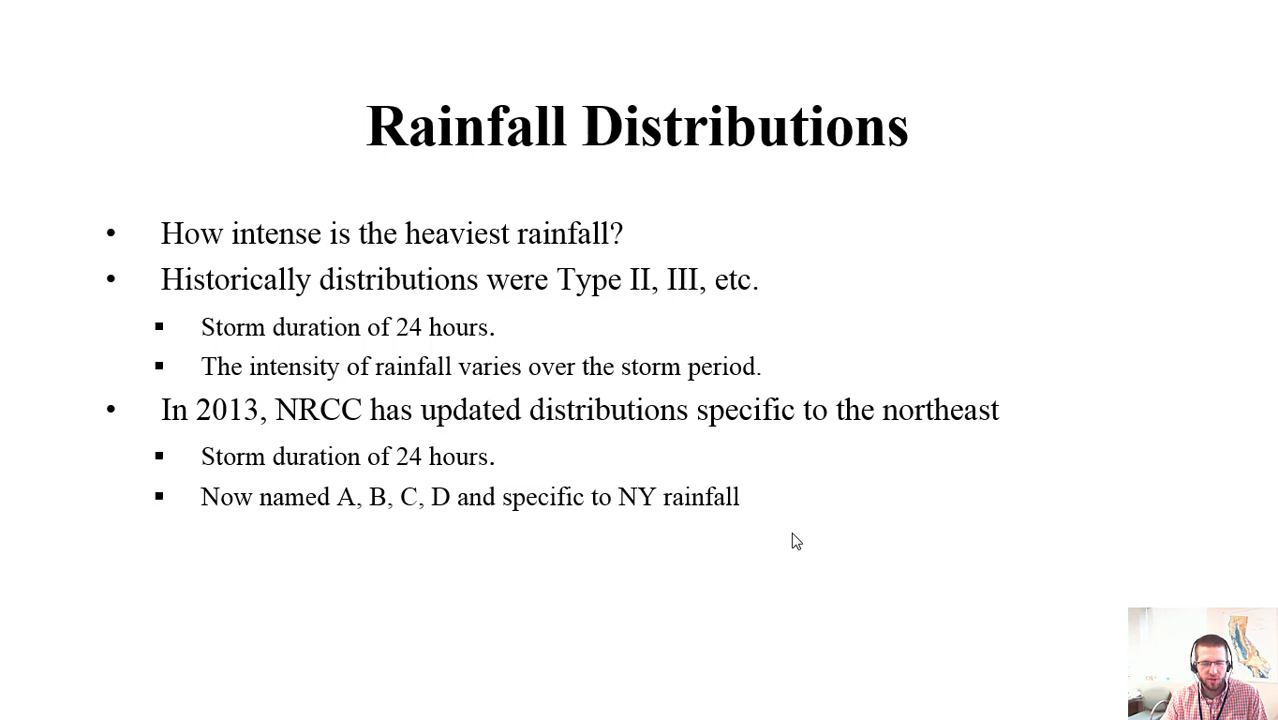 Rainfall Distributions
• How intense is the heaviest rainfall?
• Historically distributions were Type II, III, etc.
▪ Storm duration of 24 hours.
▪ The intensity of rainfall varies over the storm period.
• In 2013, NRCC has updated distributions specific to the northeast
▪ Storm duration of 24 hours.
▪ Now named A, B, C, D and specific to NY rainfall